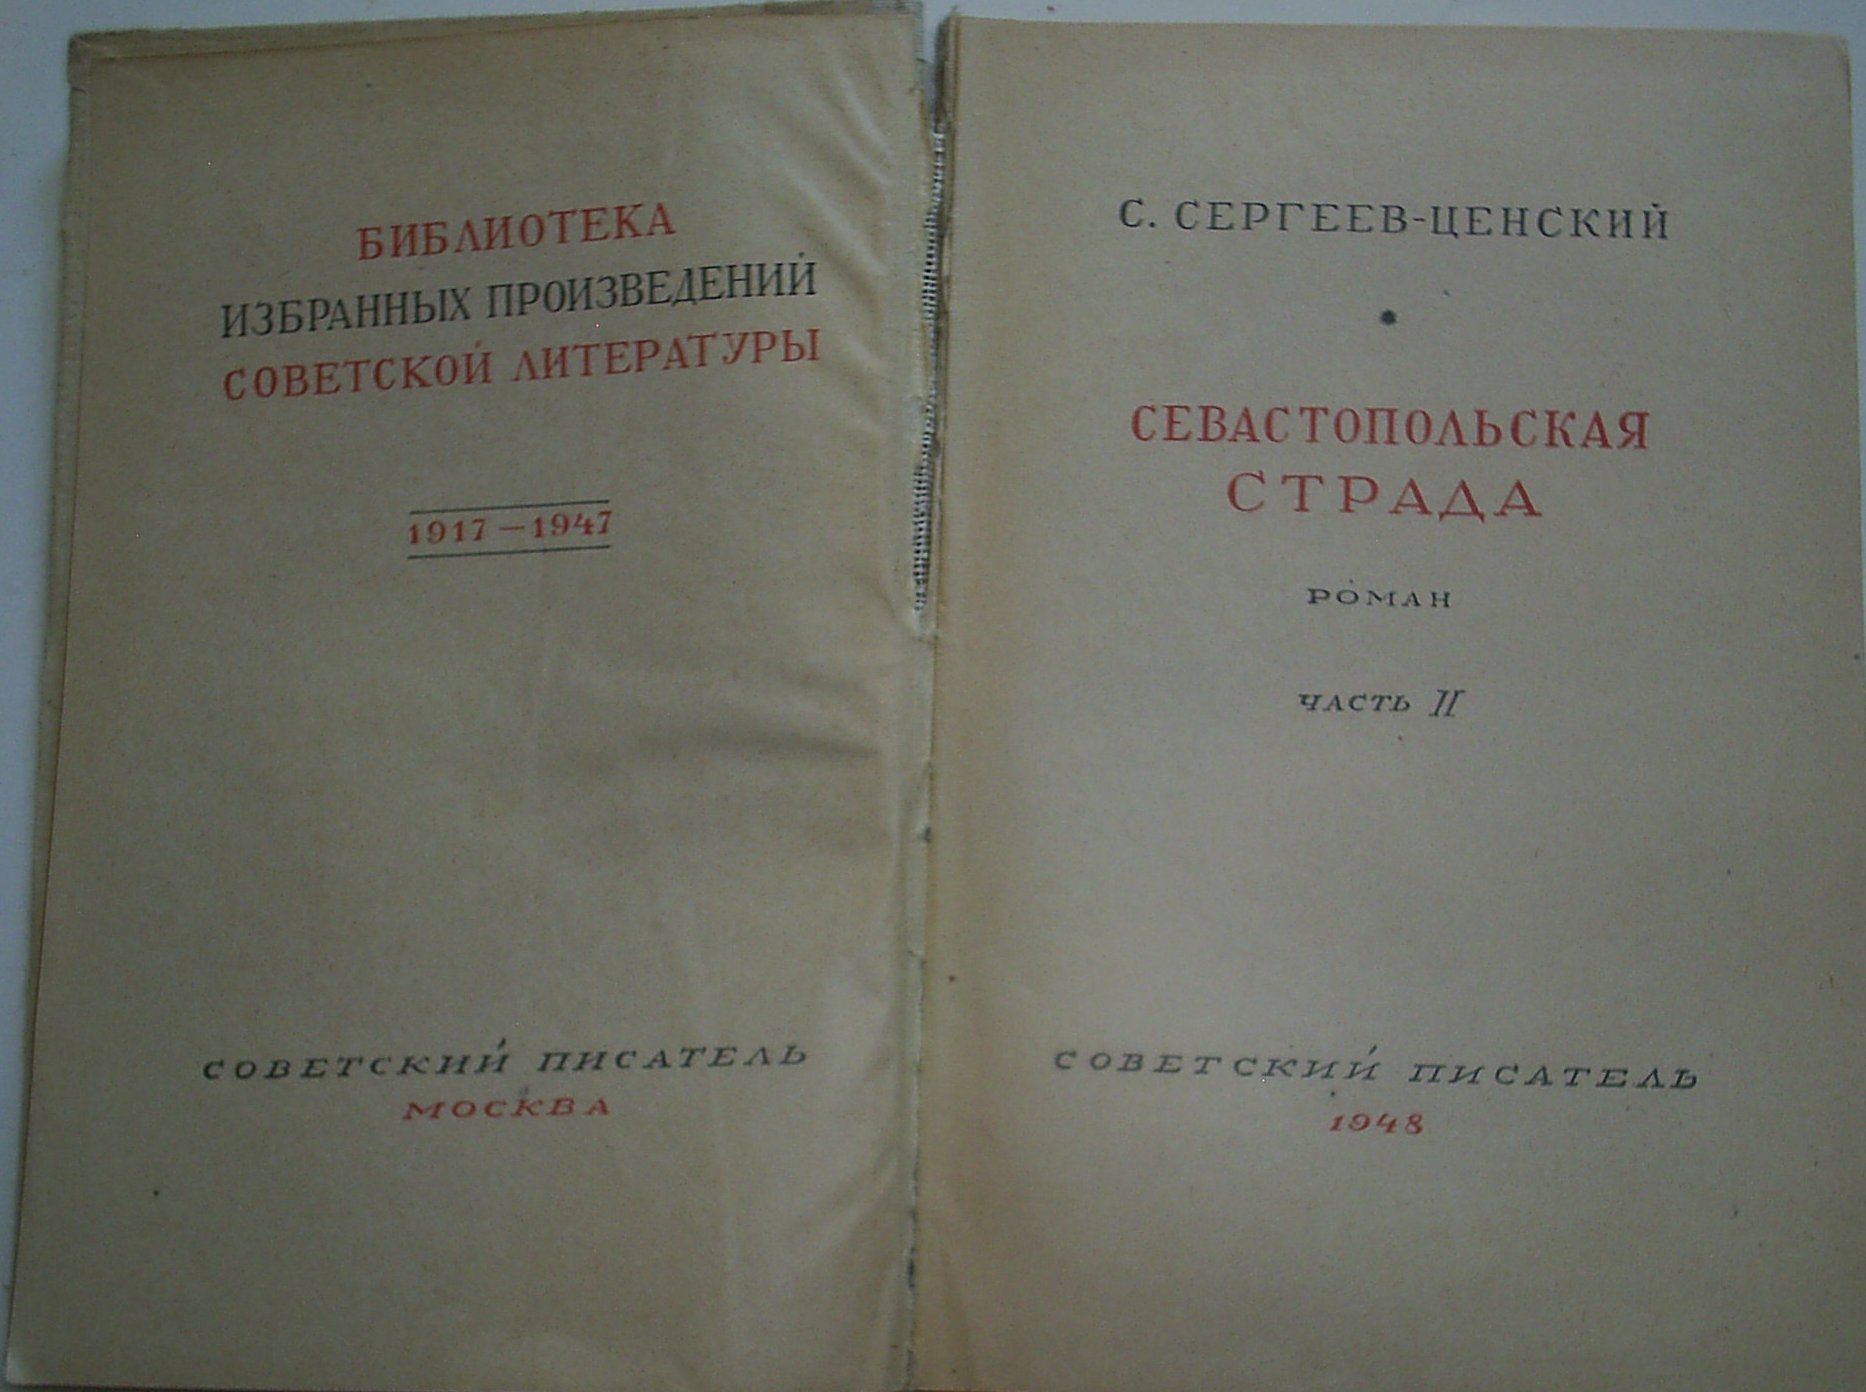 БИБЛИОТЕКА
ИЗБРАННЫХ ПРОИЗВЕДЕНИЙ
СОВЕТСКОЙ ЛИТЕРАТУРЫ
1917—1947
СОВЕТСКИЙ ПИСАТЕЛЬ
МОСКВА
С. СЕРГЕЕВ-ЦЕНСКИЙ
•
СЕВАСТОПОЛЬСКАЯ
СТРАДА
РОМАН
ЧАСТЬ II
СОВЕТСКИЙ ПИСАТЕЛЬ
1948